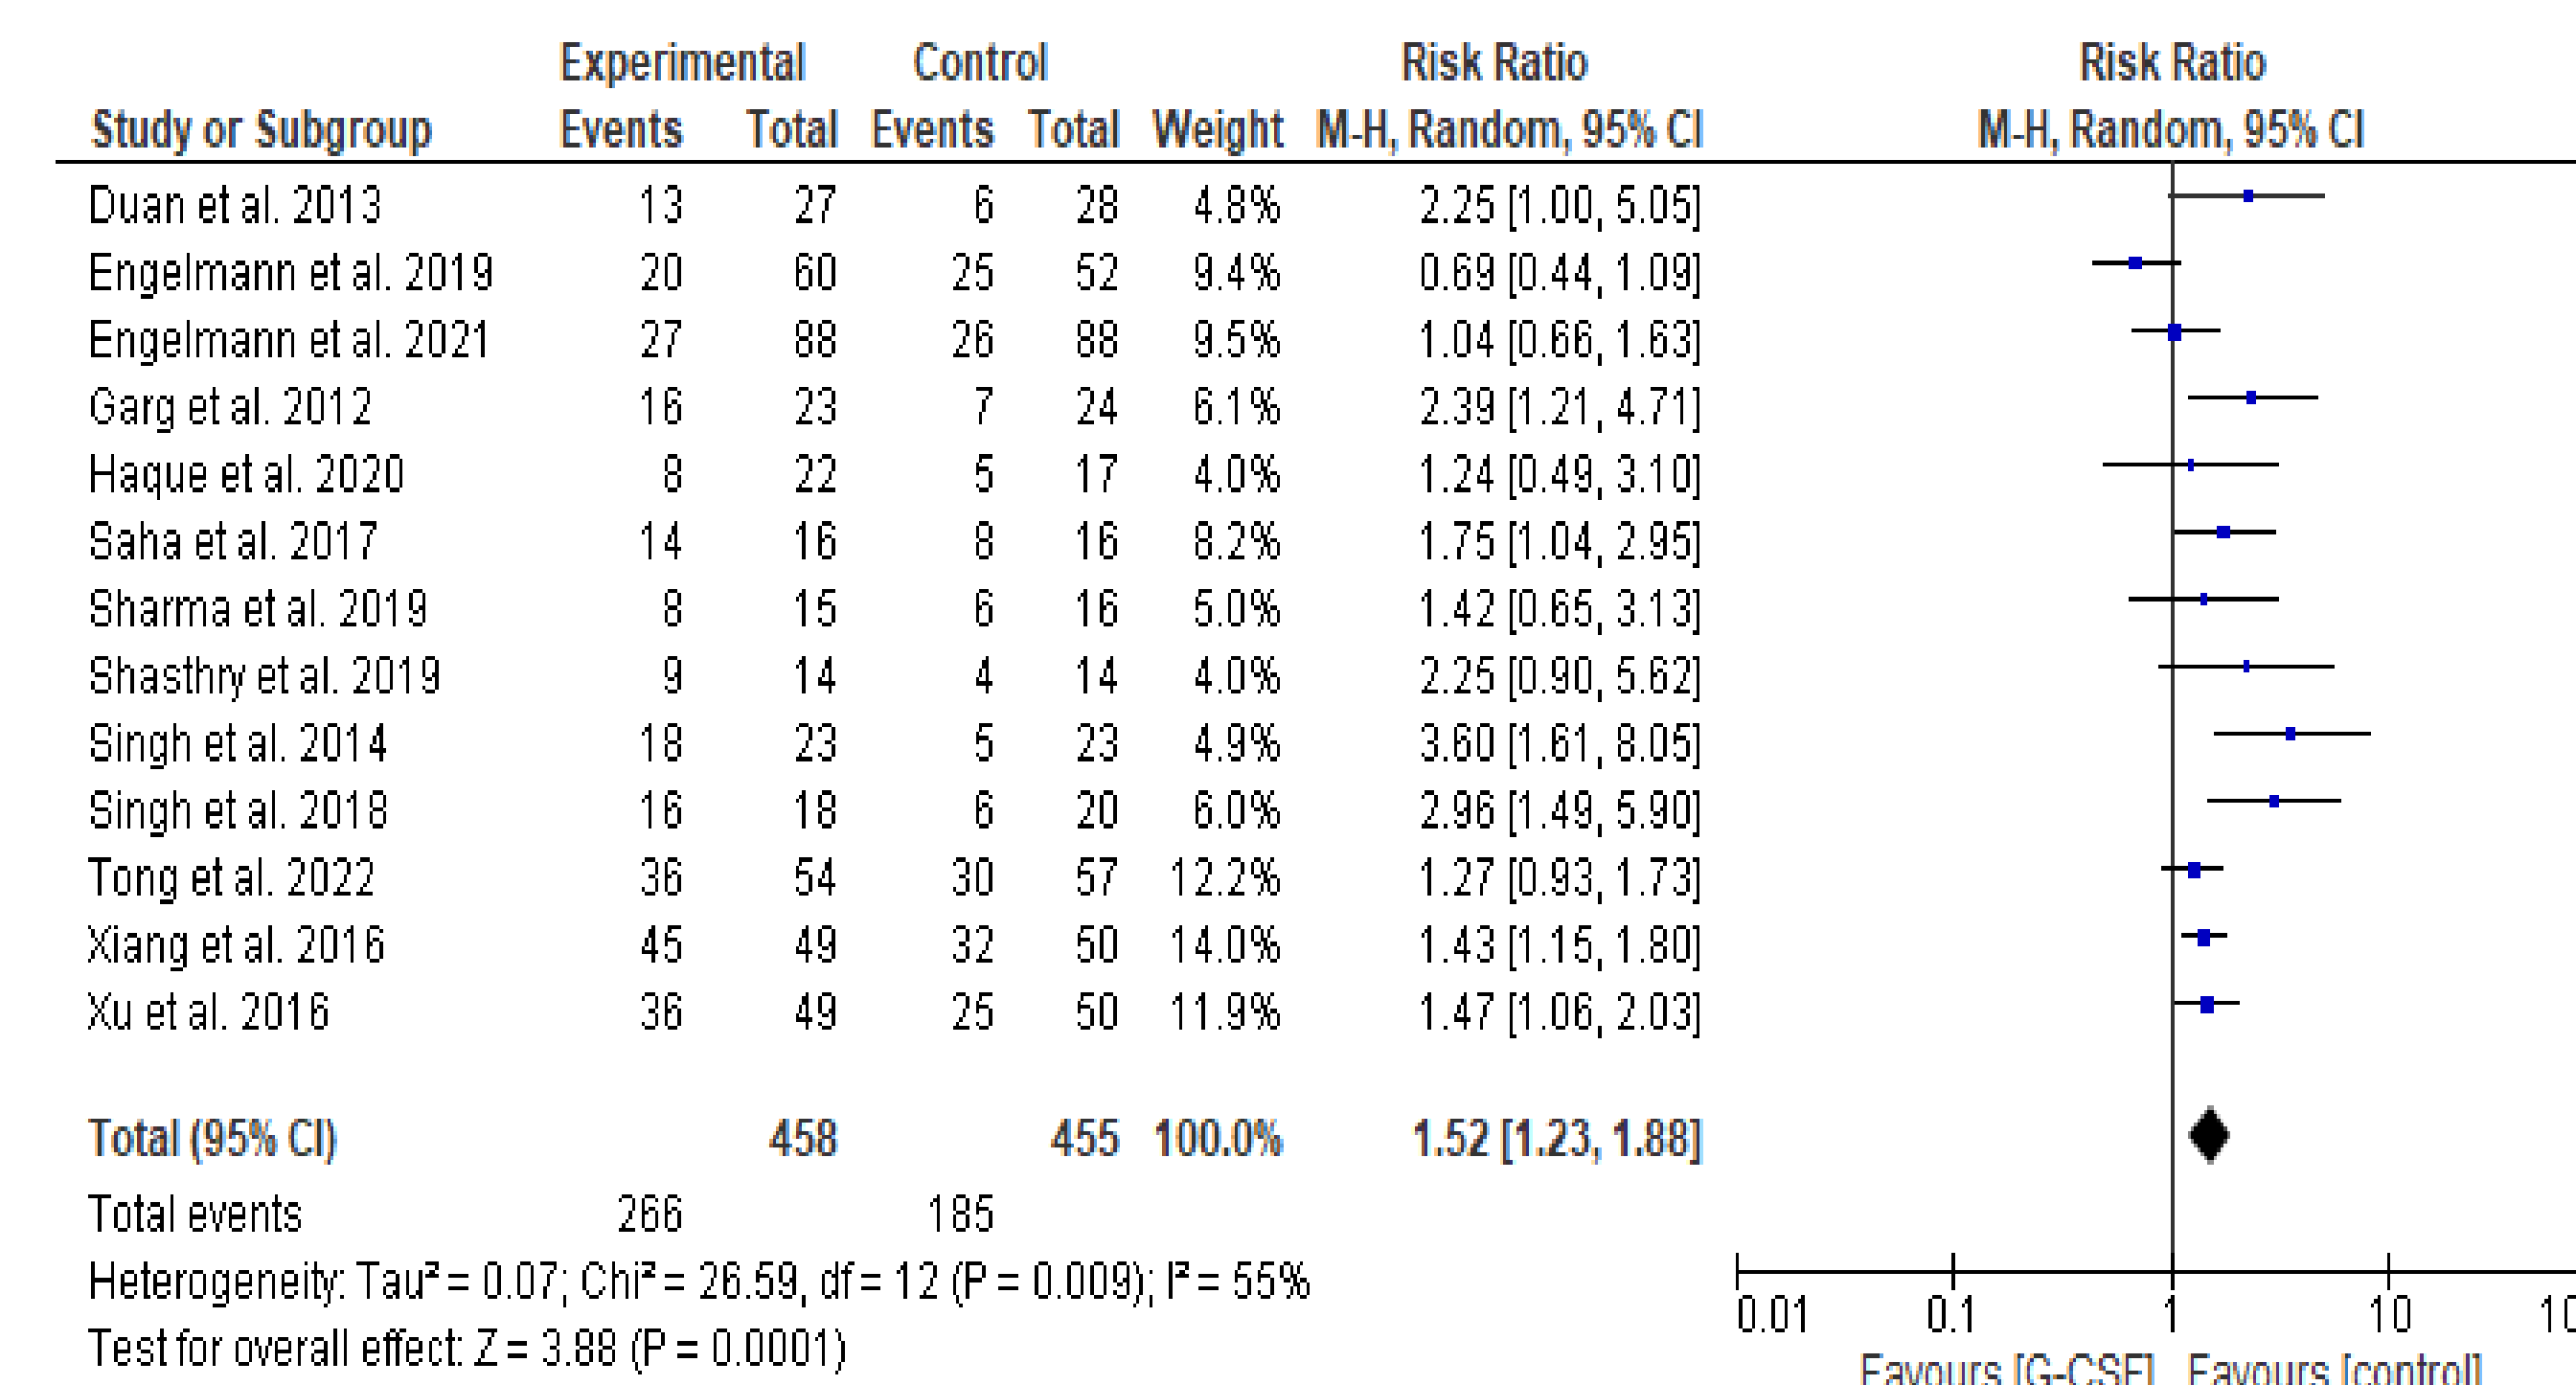 Experimental Control Risk Ratio Risk Ratio
Study or Subgroup Events Total Events Total Weight M-H, Random, 95% CI M-H, Random, 95% CI
Duan et al. 2013 13 27 6 28 4.8% 2.25 [1.00, 5.05]
Engelmann et al. 2019 20 60 25 52 9.4% 0.69 [0.44, 1.09]
Engelmann et al. 2021 27 88 26 88 9.5% 1.04 [0.66, 1.63]
Garg et al. 2012 16 23 7 24 6.1% 2.39 [1.21, 4.71]
Haque et al. 2020 8 22 5 17 4.0% 1.24 [0.49, 3.10]
Saha et al. 2017 14 16 8 16 8.2% 1.75 [1.04, 2.95]
Sharma et al. 2019 8 15 6 16 5.0% 1.42 [0.65, 3.13]
Shasthry et al. 2019 9 14 4 14 4.0% 2.25 [0.90, 5.62]
Singh et al. 2014 18 23 5 23 4.9% 3.60 [1.61, 8.05]
Singh et al. 2018 16 18 6 20 6.0% 2.96 [1.49, 5.90]
Tong et al. 2022 36 54 30 57 12.2% 1.27 [0.93, 1.73]
Xiang et al. 2016 45 49 32 50 14.0% 1.43 [1.15, 1.80]
Xu et al. 2016 36 49 25 50 11.9% 1.47 [1.06, 2.03]
Total (95% CI) 458 455 100.0% 1.52 [1.23, 1.88]
Total events 266 185
Heterogeneity: Tau² = 0.07; Chi² = 26.59, df = 12 (P = 0.009); I² = 55%
Test for overall effect: Z = 3.88 (P = 0.0001)
0.01 0.1 1 10
Favours [G-CSF] Favours [control]